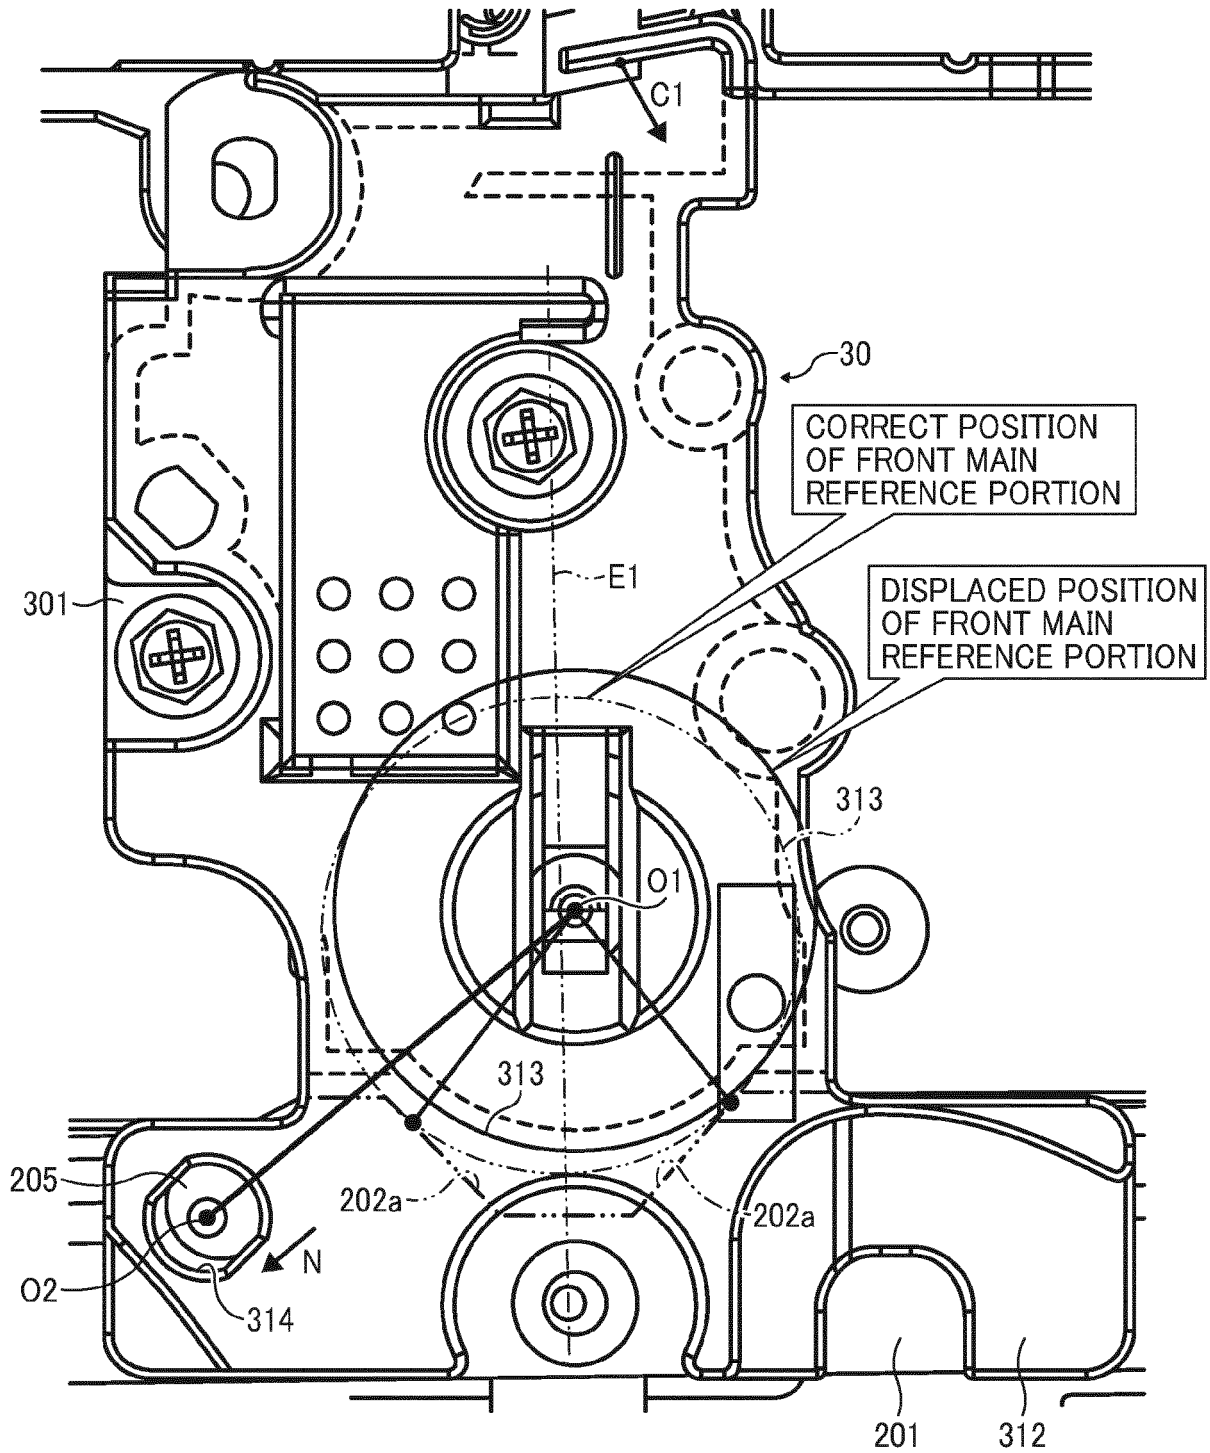 C1
30
CORRECT POSITION
OF FRONT MAIN
REFERENCE PORTION
E1
DISPLACED POSITION
OF FRONT MAIN
REFERENCE PORTION
301
313
O1
313
205
202a
202a
N
O2
314
201
312